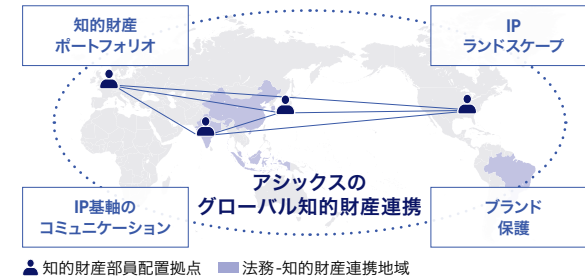 知的財産
ポートフォリオ
IP
ランドスケープ
アシックスの
グローバル知的財産連携
IP基軸の
コミュニケーション
ブランド
保護
知的財産部員配置拠点
法務-知的財産連携地域